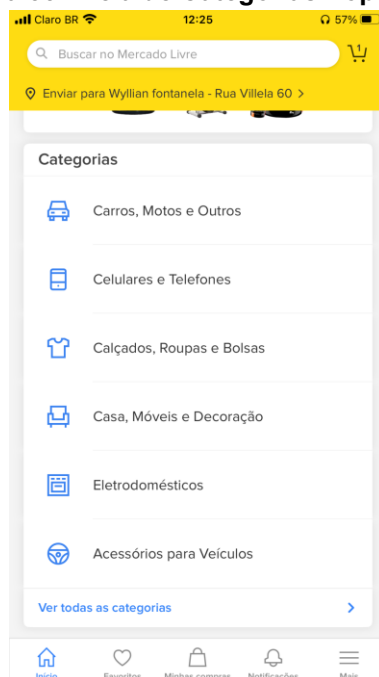 Claro BR 12:25 57%
Buscar no Mercado Livre 1
Enviar para Wyllian fontanela - Rua Villela 60 >
Categorias
Carros, Motos e Outros
Celulares e Telefones
Calçados, Roupas e Bolsas
Casa, Móveis e Decoração
Eletrodomésticos
Acessórios para Veículos
Ver todas as categorias
Início Favoritos Minhas compras Notificações Mais